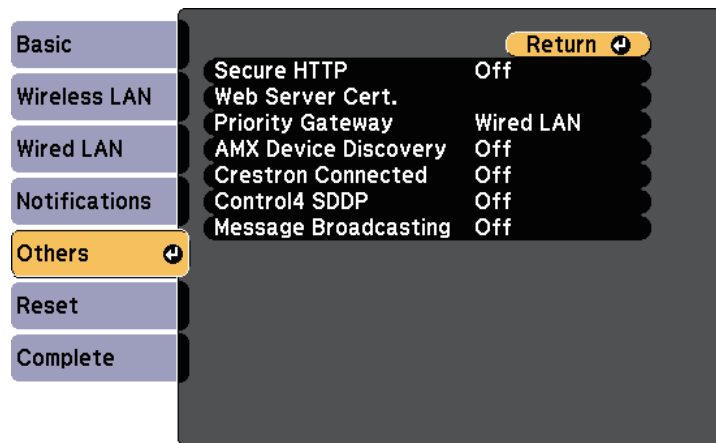 Basic
Wireless LAN
Wired LAN
Notifications
Others
Reset
Complete
Return
Secure HTTP Off
Web Server Cert.
Priority Gateway Wired LAN
AMX Device Discovery Off
Crestron Connected Off
Control4 SDDP Off
Message Broadcasting Off